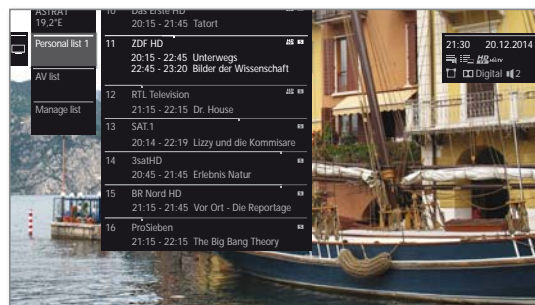 ASTRA1
19,2°E
Personal list 1
AV list
Manage list
10 Das Erste HD
20:15 - 21:45 Tatort
11 ZDF HD
20:15 - 22:45 Unterwegs
22:45 - 23:20 Bilder der Wissenschaft
12 RTL Television
21:15 - 22:15 Dr. House
13 SAT.1
20:14 - 22:19 Lizzy und die Kommisare
14 3satHD
20:45 - 21:45 Erlebnis Natur
15 BR Nord HD
21:15 - 21:45 Vor Ort - Die Reportage
16 ProSieben
21:15 - 22:15 The Big Bang Theory
21:30 20.12.2014
Digital 2